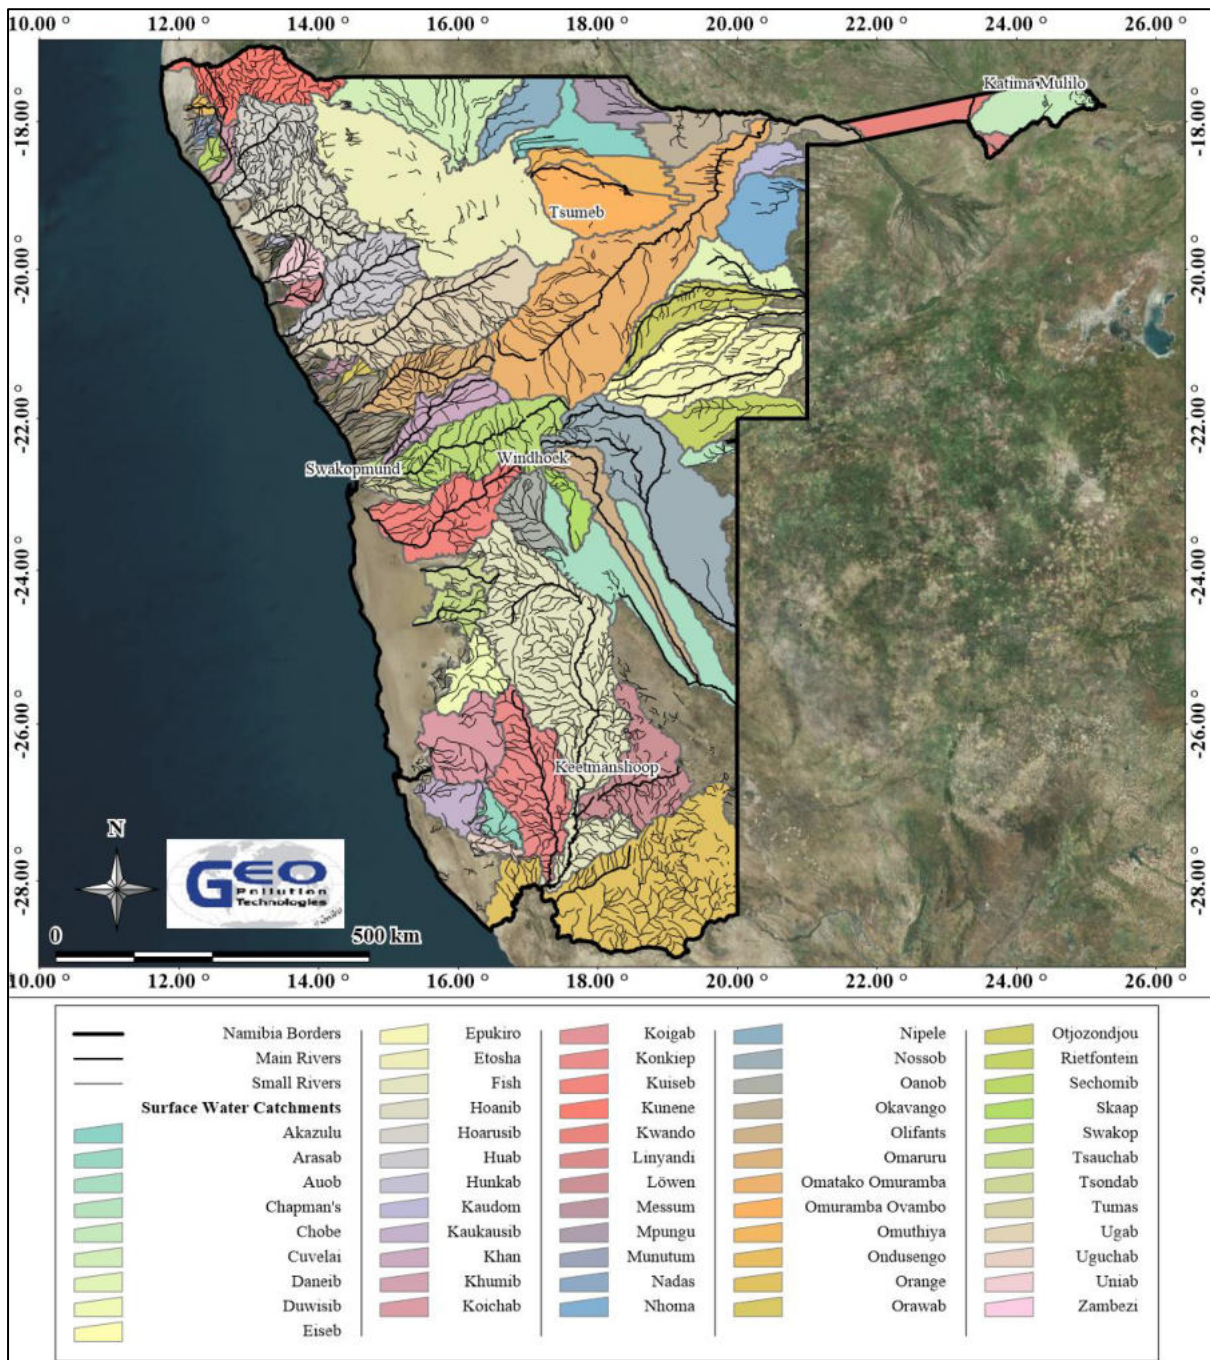 10.00 ° 12.00 ° 14.00 ° 16.00 ° 18.00 ° 20.00 ° 22.00 ° 24.00 ° 26.00 °
Katima Mulilo
-18.00 ° -18.00 °
Tsumeb
-20.00 ° -20.00 °
-22.00 ° -22.00 °
Swakopmund Windhoek
-24.00 ° -24.00 °
-26.00 ° -26.00 °
Keetmanshoop
N
GEO
Pollution
Technologies
-28.00 ° -28.00 °
0 500 km
10.00 ° 12.00 ° 14.00 ° 16.00 ° 18.00 ° 20.00 ° 22.00 ° 24.00 ° 26.00 °
Namibia Borders
Main Rivers
Small Rivers
Surface Water Catchments
Akazulu
Arasab
Auob
Chapman's
Chobe
Cuvelai
Daneib
Duwisib
Eiseb
Epukiro
Etosha
Fish
Hoanib
Hoarusib
Huab
Hunkab
Kaudom
Kaukausib
Khan
Khumib
Koichab
Koigab
Konkiep
Kuiseb
Kunene
Kwando
Linyandi
Löwen
Messum
Mpungu
Munutum
Nadas
Nhoma
Nipele
Nossob
Oanob
Okavango
Olifants
Omaruru
Omatako Omuramba
Omuramba Ovambo
Omuthiya
Ondusengo
Orange
Orawab
Otjozondjou
Rietfontein
Sechomib
Skaap
Swakop
Tsauchab
Tsondab
Tumas
Ugab
Uguchab
Uniab
Zambezi